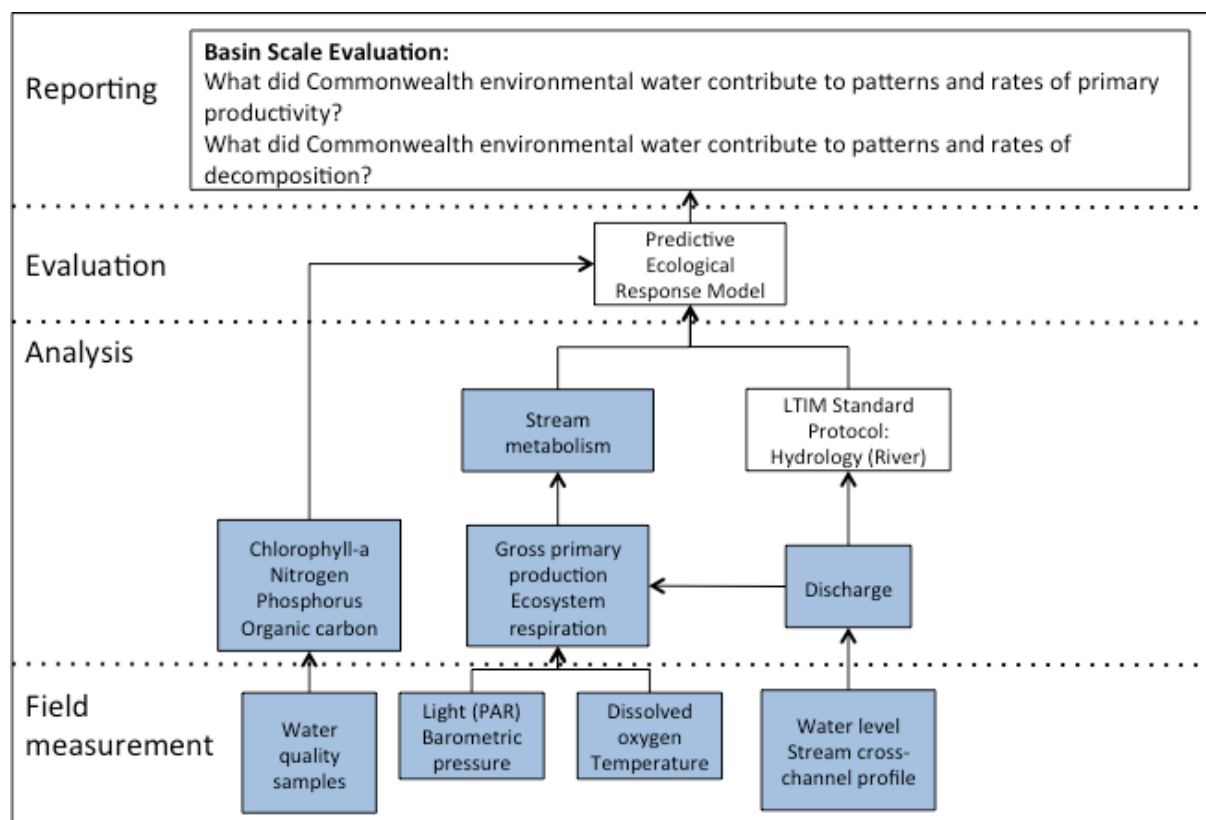 Reporting
Basin Scale Evaluation:
What did Commonwealth environmental water contribute to patterns and rates of primary
productivity?
What did Commonwealth environmental water contribute to patterns and rates of
decomposition?
Evaluation
Predictive
Ecological
Response Model
Analysis
Stream
metabolism
LTIM Standard
Protocol:
Hydrology (River)
Chlorophyll-a
Nitrogen
Phosphorus
Organic carbon
Gross primary
production
Ecosystem
respiration
Discharge
Field
measurement
Water
quality
samples
Light (PAR)
Barometric
pressure
Dissolved
oxygen
Temperature
Water level
Stream cross-
channel profile